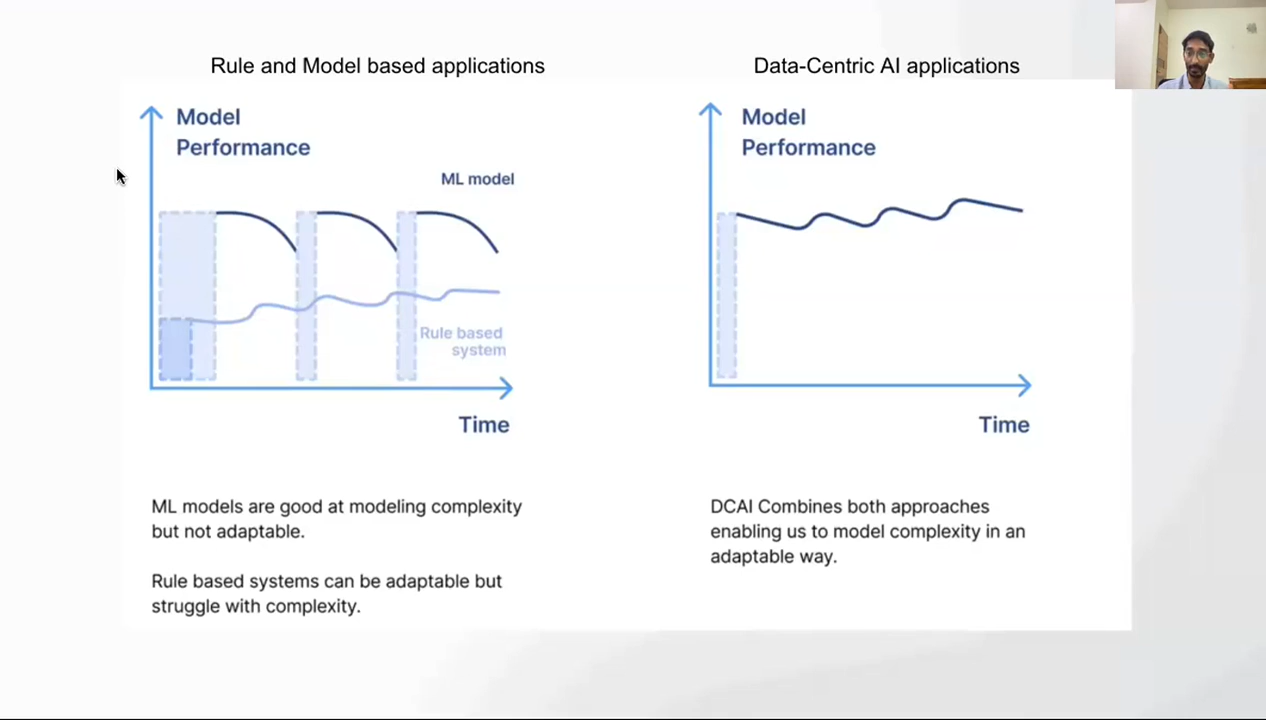 Rule and Model based applications
Model
Performance
ML model
Rule based
system
Time
ML models are good at modeling complexity
but not adaptable.
Rule based systems can be adaptable but
struggle with complexity.
Data-Centric AI applications
Model
Performance
Time
DCAI Combines both approaches
enabling us to model complexity in an
adaptable way.